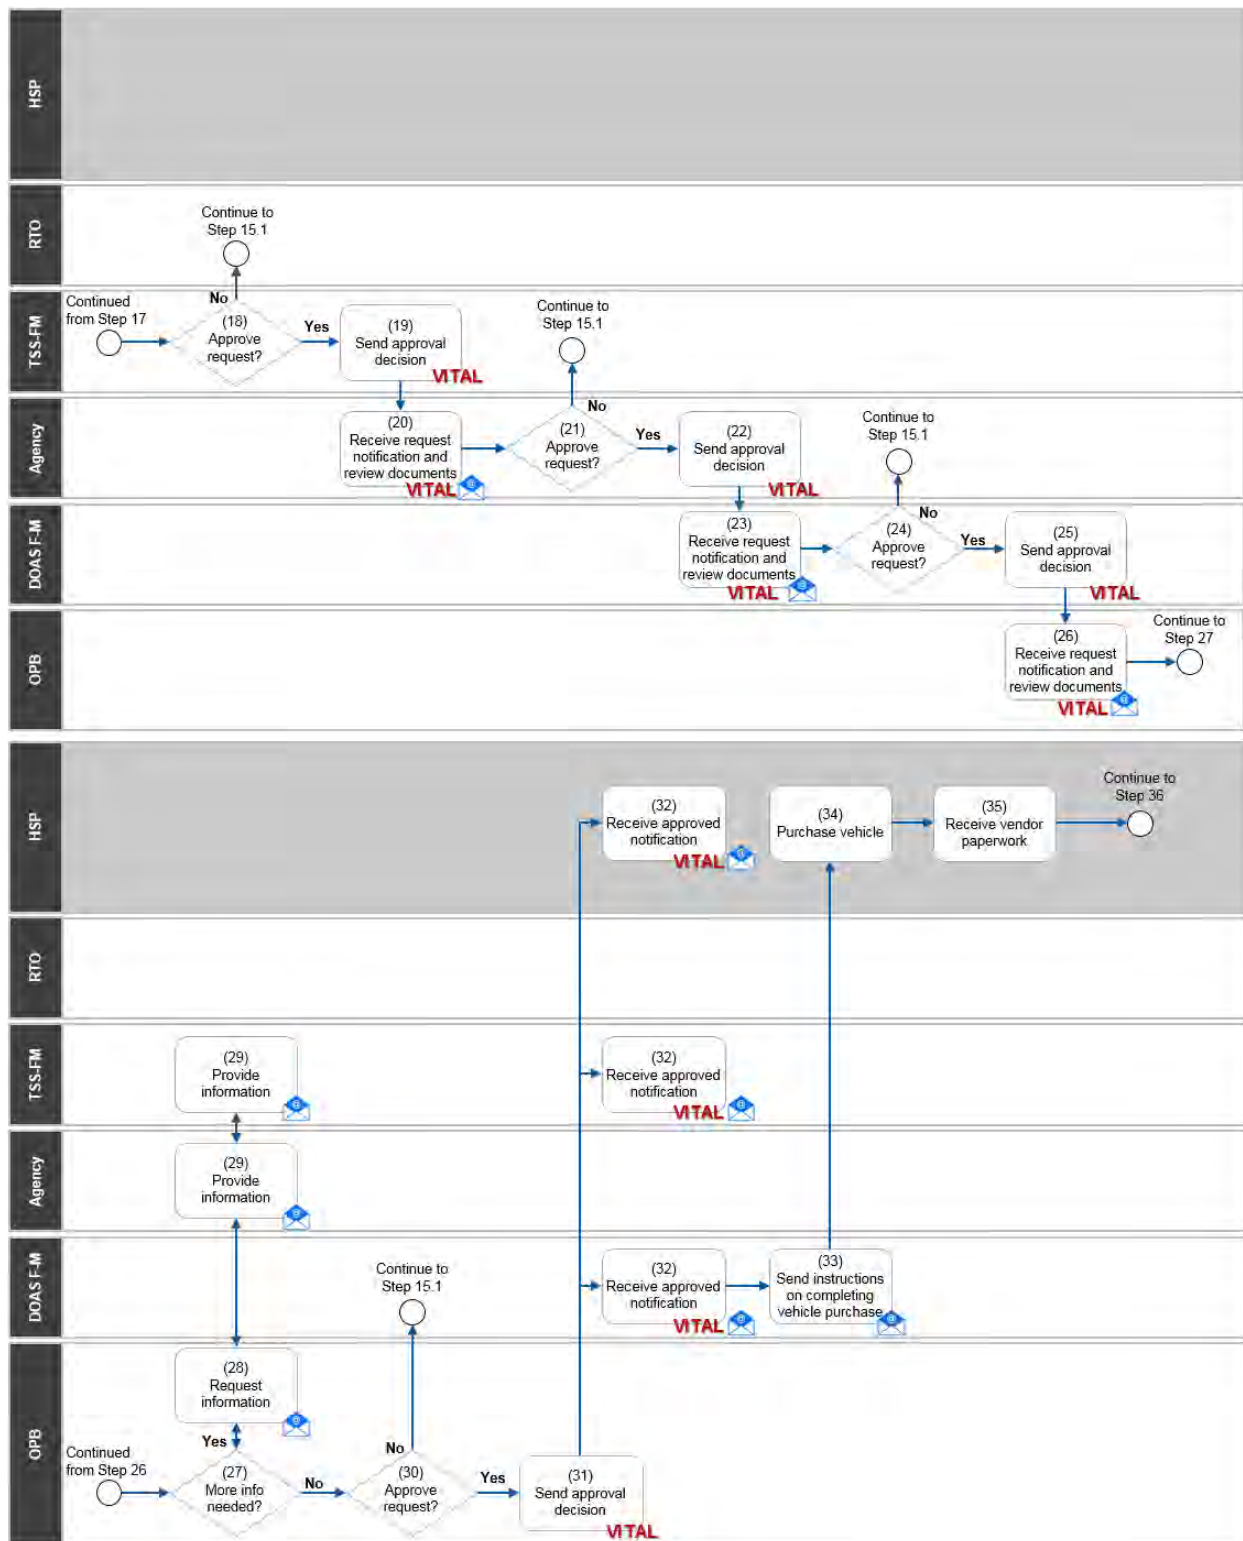 HSP
RTO
Continue to
Step 15.1
TSS-FM
Continued
from Step 17
No
(18)
Approve
request?
Yes
(19)
Send approval
decision
VITAL
Continue to
Step 15.1
Agency
(20)
Receive request
notification and
review documents
VITAL
@
No
(21)
Approve
request?
Yes
(22)
Send approval
decision
VITAL
Continue to
Step 15.1
DOAS F-M
(23)
Receive request
notification and
review documents
VITAL
@
No
(24)
Approve
request?
Yes
(25)
Send approval
decision
VITAL
OPB
(26)
Receive request
notification and
review documents
VITAL
@
Continue to
Step 27
HSP
(32)
Receive approved
notification
VITAL
@
(34)
Purchase vehicle
(35)
Receive vendor
paperwork
Continue to
Step 36
RTO
TSS-FM
(29)
Provide
information
@
(32)
Receive approved
notification
VITAL
@
Agency
(29)
Provide
information
@
DOAS F-M
Continue to
Step 15.1
(32)
Receive approved
notification
VITAL
@
(33)
Send instructions
on completing
vehicle purchase
@
OPB
(28)
Request
information
@
Continued
from Step 26
Yes
(27)
More info
needed?
No
No
(30)
Approve
request?
Yes
(31)
Send approval
decision
VITAL